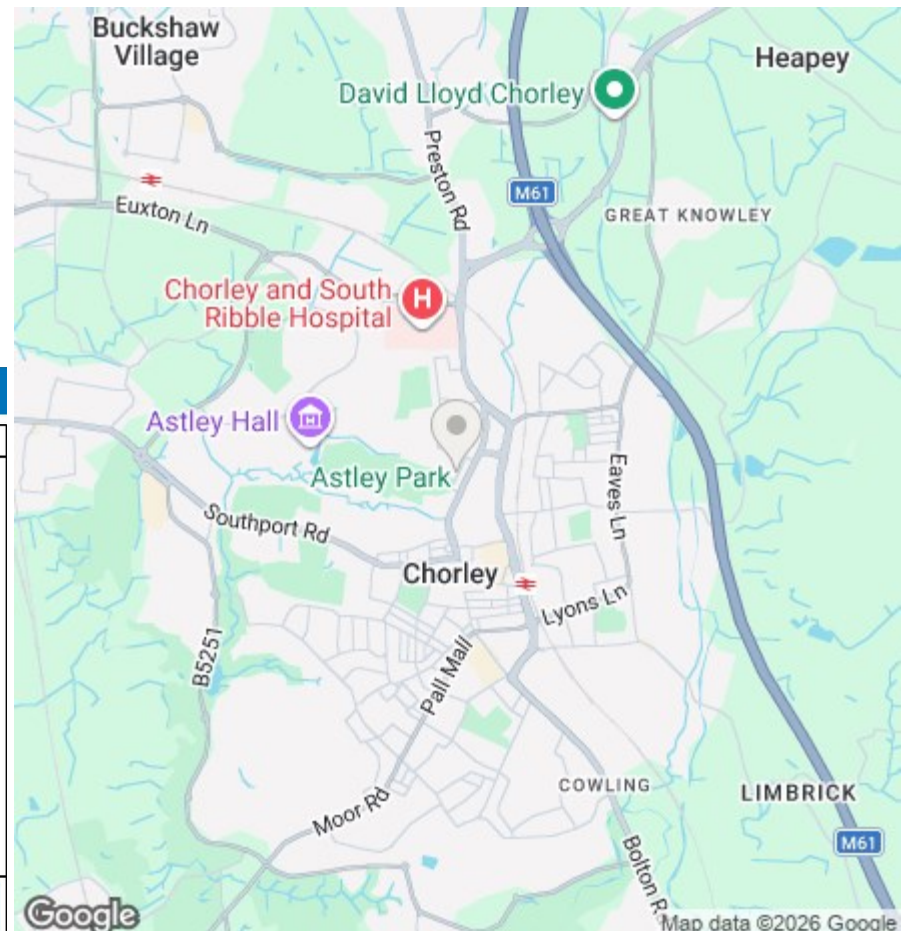 Buckshaw
Village
Heapey
David Lloyd Chorley
Preston Rd
M61
Euxton Ln
GREAT KNOWLEY
Chorley and South
Ribble Hospital
H
Astley Hall
Astley Park
Eaves Ln
Southport Rd
Chorley
Lyons Ln
B5251
Pall Mall
COWLING
LIMBRICK
Moor Rd
M61
Bolton Rd
Google
Map data ©2026 Google